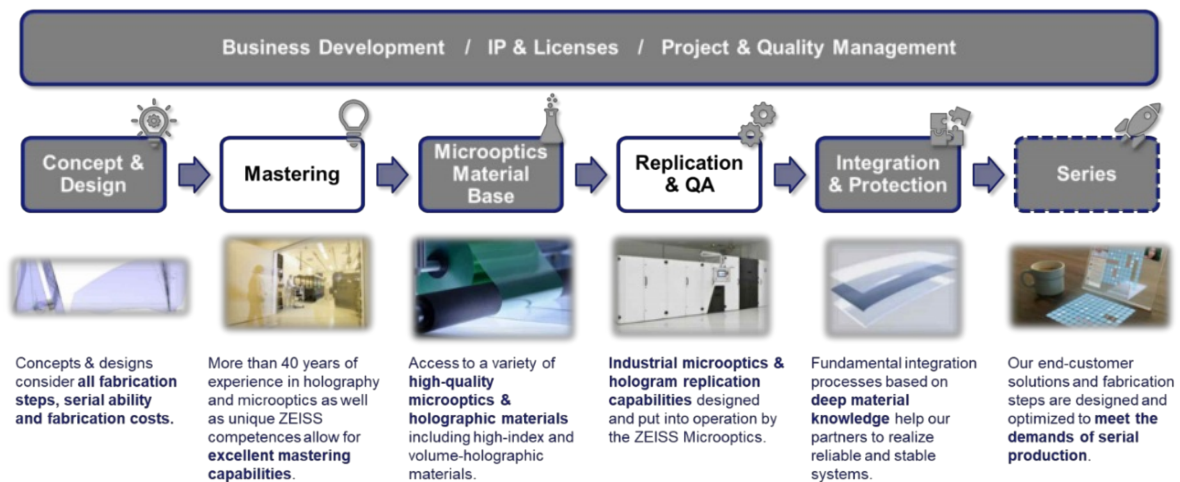 Business Development / IP & Licenses / Project & Quality Management
Concept &
Design
Mastering
Microoptics
Material
Base
Replication
& QA
Integration
& Protection
Series
Concepts & designs
consider all fabrication
steps, serial ability
and fabrication costs.
More than 40 years of
experience in holography
and microoptics as well
as unique ZEISS
competences allow for
excellent mastering
capabilities.
Access to a variety of
high-quality
microoptics &
holographic materials
including high-index and
volume-holographic
materials.
Industrial microoptics &
hologram replication
capabilities designed
and put into operation by
the ZEISS Microoptics.
Fundamental integration
processes based on
deep material
knowledge help our
partners to realize
reliable and stable
systems.
Our end-customer
solutions and fabrication
steps are designed and
optimized to meet the
demands of serial
production.